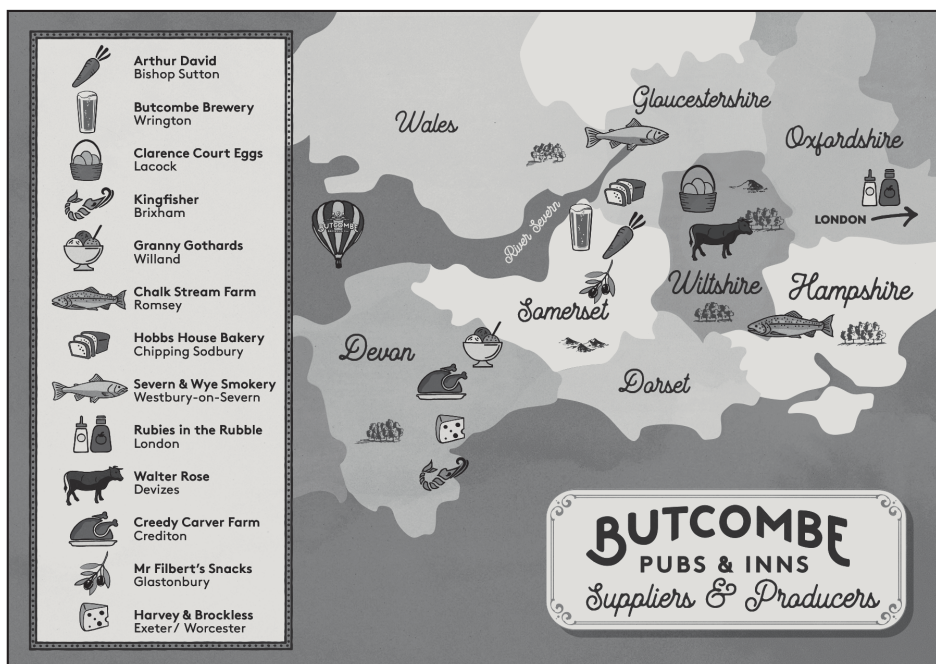 Arthur David
Bishop Sutton
Butcombe Brewery
Wrington
Clarence Court Eggs
Lacock
Kingfisher
Brixham
Granny Gothards
Willand
Chalk Stream Farm
Romsey
Hobbs House Bakery
Chipping Sodbury
Severn & Wye Smokery
Westbury-on-Severn
Rubies in the Rubble
London
Walter Rose
Devizes
Creedy Carver Farm
Crediton
Mr Filbert's Snacks
Glastonbury
Harvey & Brockless
Exeter/ Worcester
Wales
Gloucestershire
Oxfordshire
LONDON
River Severn
BUTCOMBE
Wiltshire
Hampshire
Somerset
Devon
Dorset
BUTCOMBE
PUBS & INNS
Suppliers & Producers